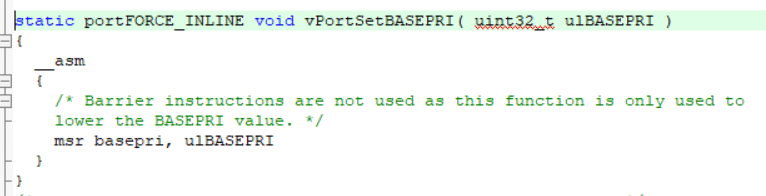 static portFORCE_INLINE void vPortSetBASEPRI( uint32_t ulBASEPRI )
{
__asm
{
/* Barrier instructions are not used as this function is only used to
lower the BASEPRI value. */
msr basepri, ulBASEPRI
}
}